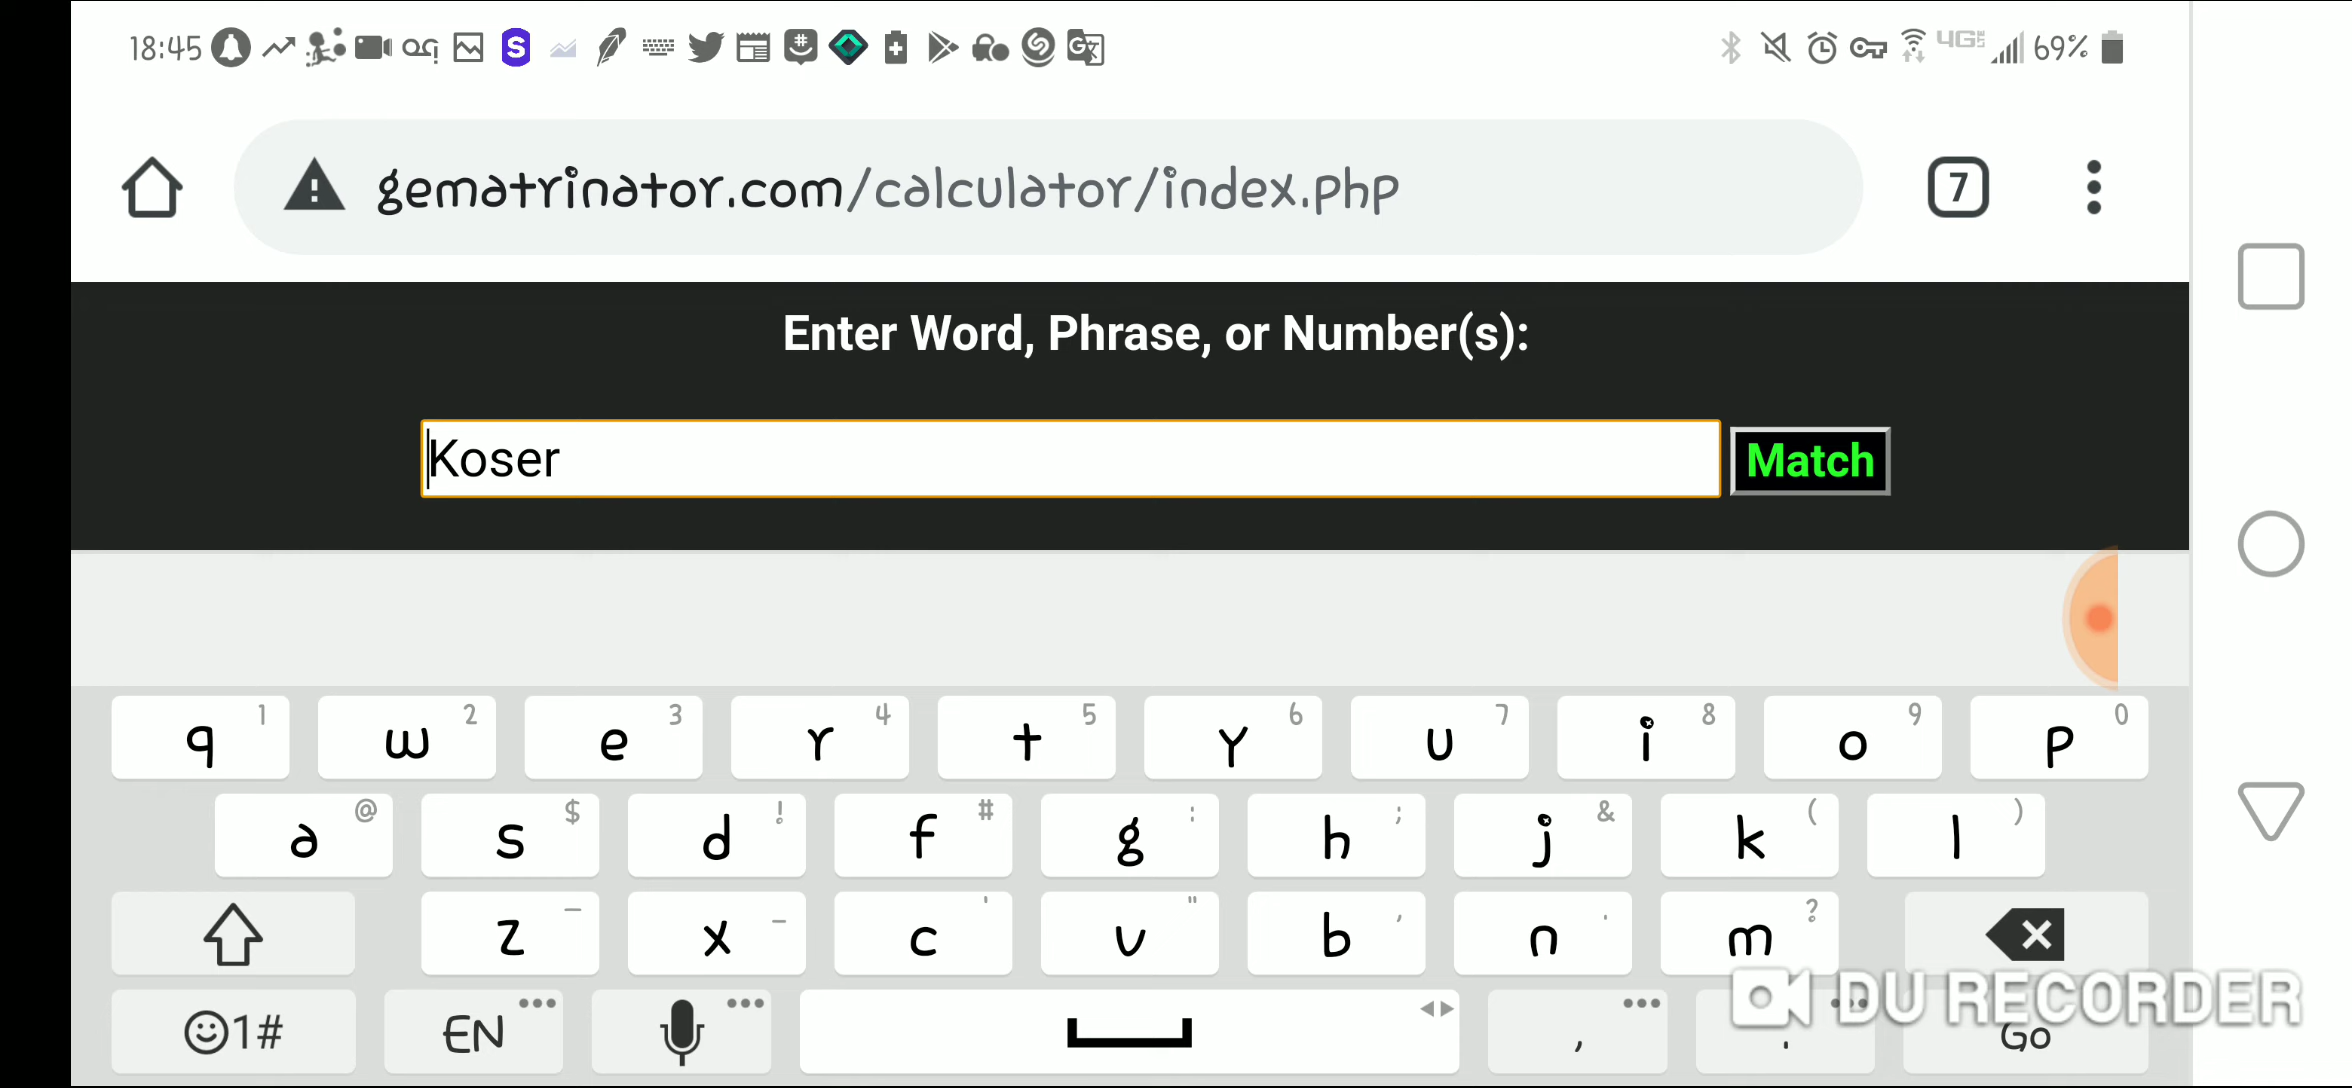 18:45 S 4G 69%
gematrinator.com/calculator/index.php 7
Enter Word, Phrase, or Number(s):
Koser Match
q 1 w 2 e 3 r 4 t 5 y 6 u 7 i 8 o 9 p 0
a @ s $ d ! f # g : h ; j & k ( l )
z _ x - c ' v " b , n . m ?
DU RECORDER
1# EN , . Go